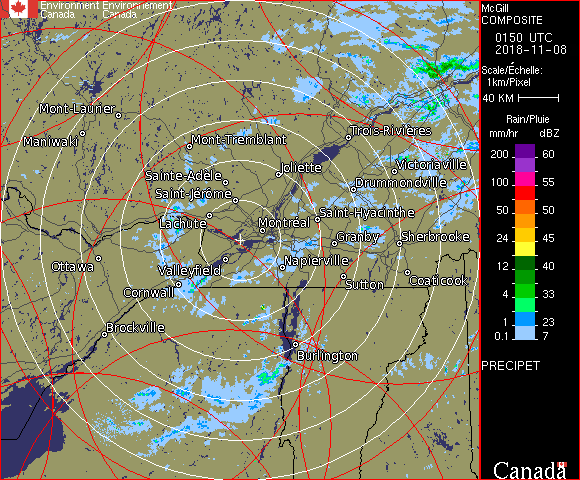 Environment Environnement
Canada Canada
McGill
COMPOSITE
0150 UTC
2018-11-08
Scale/Échelle:
1km/Pixel
40 KM
Rain/Pluie
mm/hr dBZ
200 60
100 55
50 50
24 45
12 40
4 33
1 23
0.1 7
PRECIPET
Mont-Laurier
Maniwaki
Mont-Tremblant
Trois-Rivières
Sainte-Adèle
Joliette
Victoriaville
Saint-Jérôme
Drummondville
Lachute
Montréal
Saint-Hyacinthe
Granby
Sherbrooke
Ottawa
Valleyfield
Napierville
Cornwall
Sutton
Coaticook
Brockville
Burlington
Canada